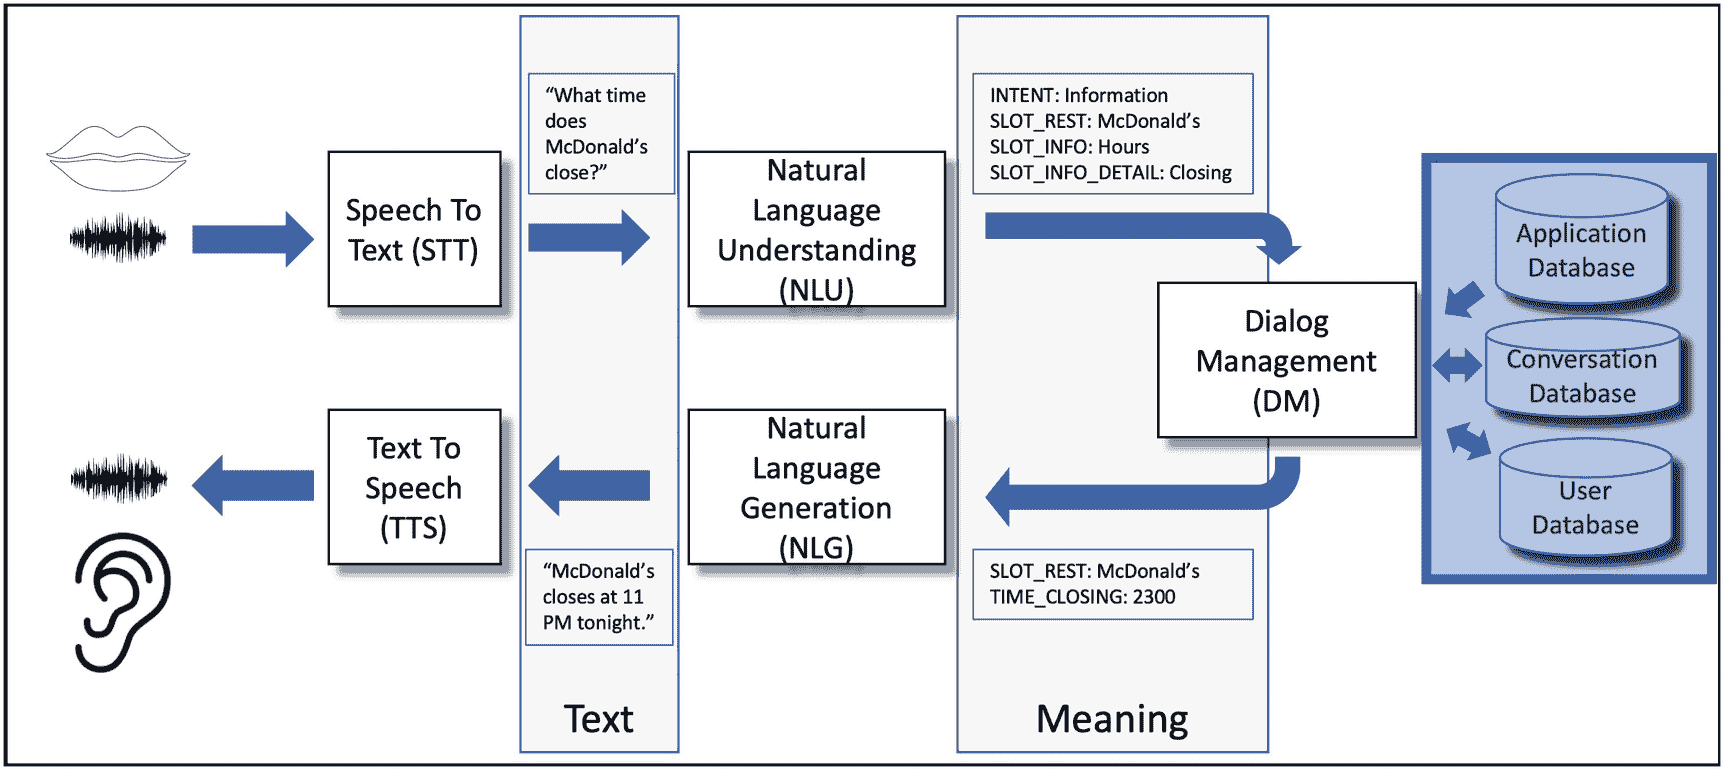 “What time
does
McDonald’s
close?”
INTENT: Information
SLOT_REST: McDonald’s
SLOT_INFO: Hours
SLOT_INFO_DETAIL: Closing
Speech To
Text (STT)
Natural
Language
Understanding
(NLU)
Application
Database
Dialog
Management
(DM)
Conversation
Database
User
Database
Text To
Speech
(TTS)
Natural
Language
Generation
(NLG)
“McDonald’s
closes at 11
PM tonight.”
SLOT_REST: McDonald’s
TIME_CLOSING: 2300
Text
Meaning